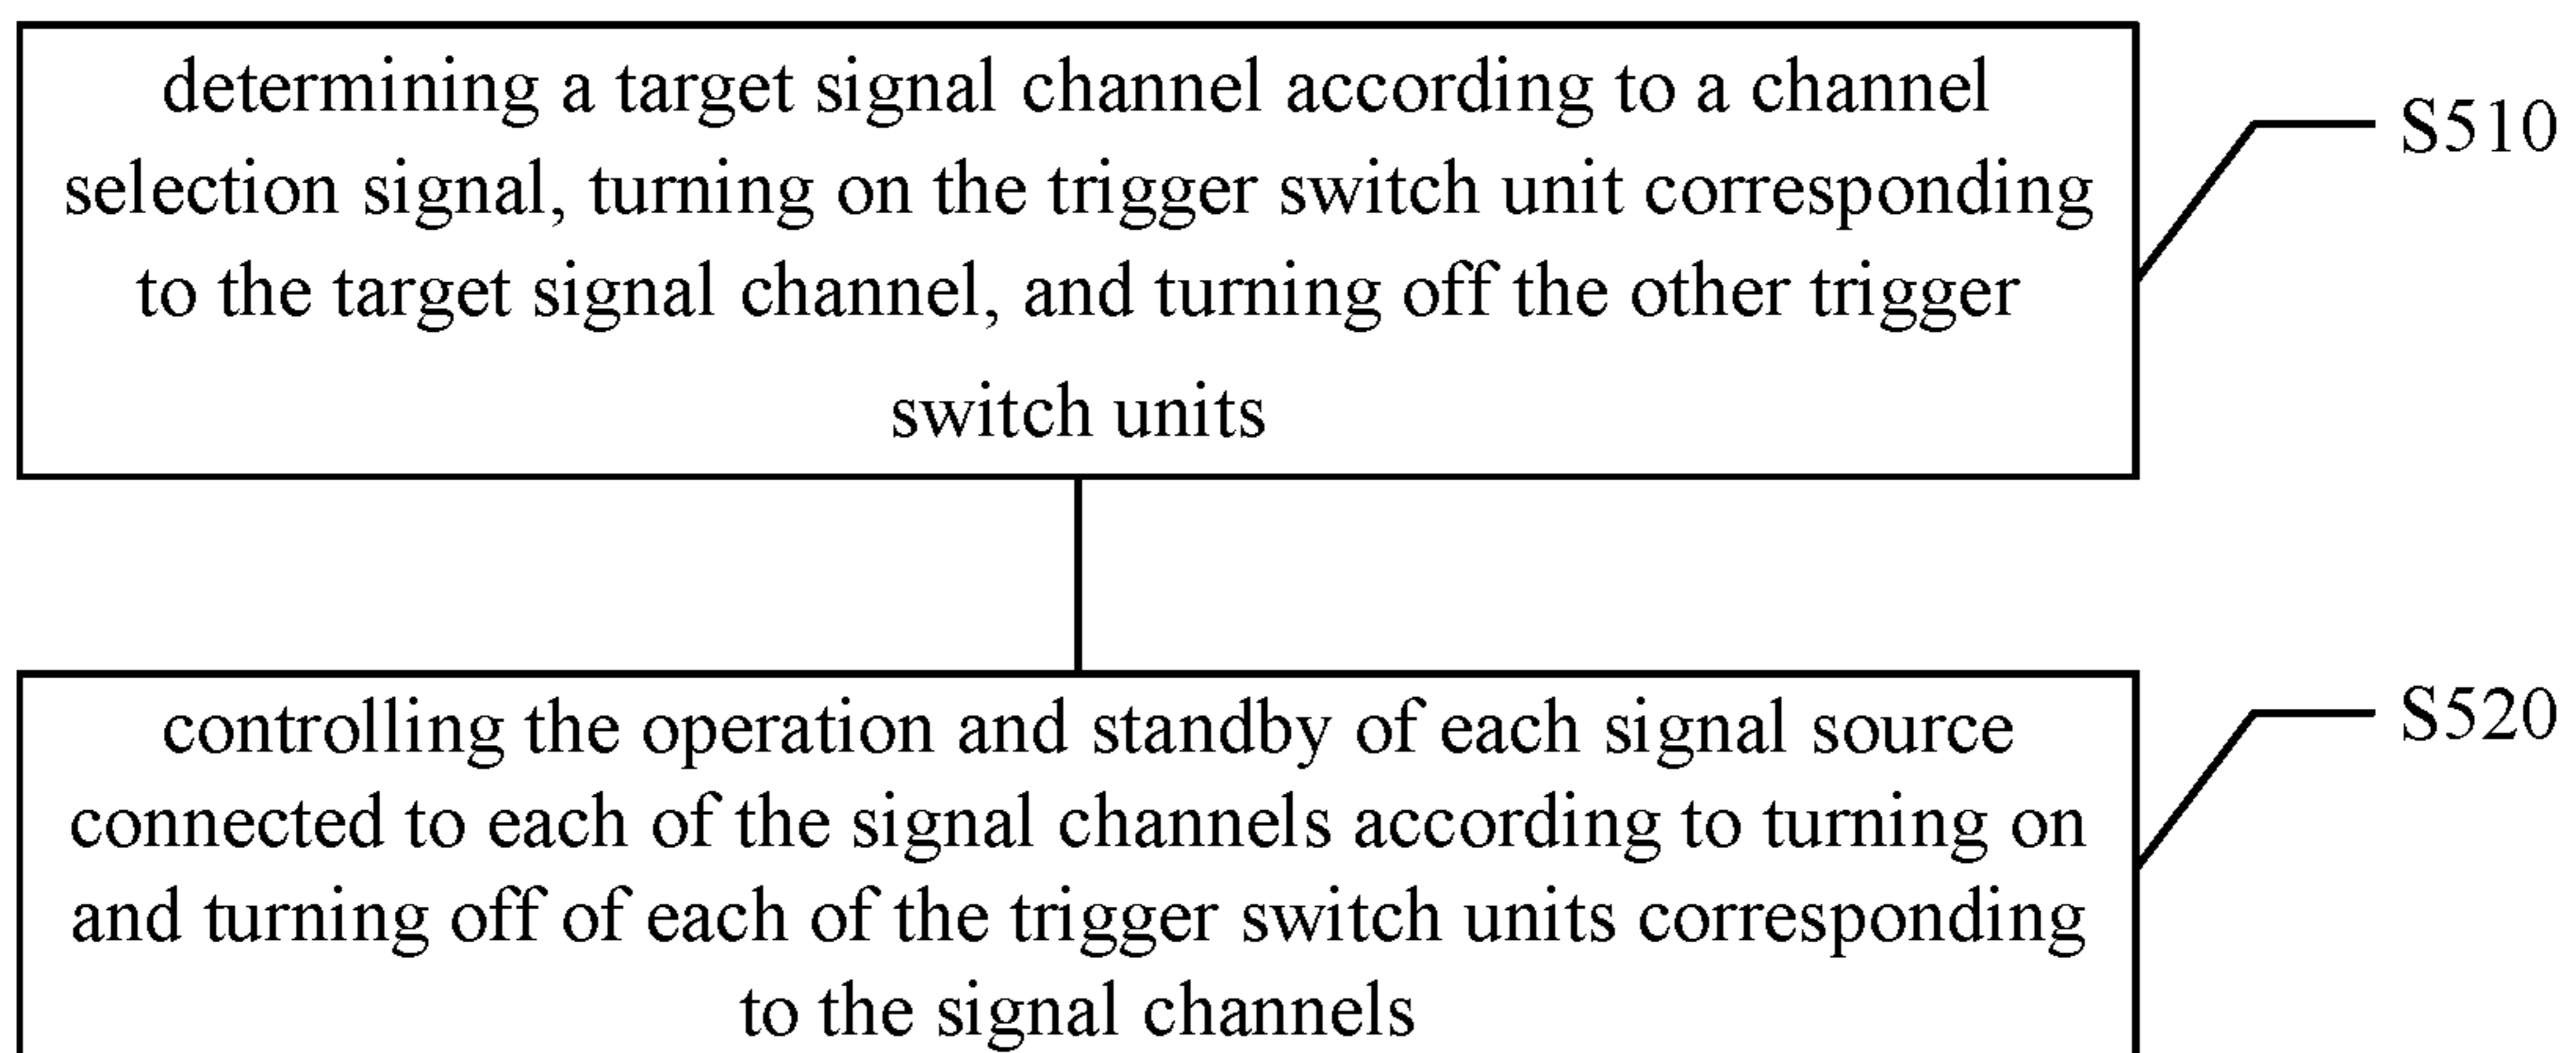 determining a target signal channel according to a channel
selection signal, turning on the trigger switch unit corresponding
to the target signal channel, and turning off the other trigger
switch units
S510
controlling the operation and standby of each signal source
connected to each of the signal channels according to turning on
and turning off of each of the trigger switch units corresponding
to the signal channels
S520